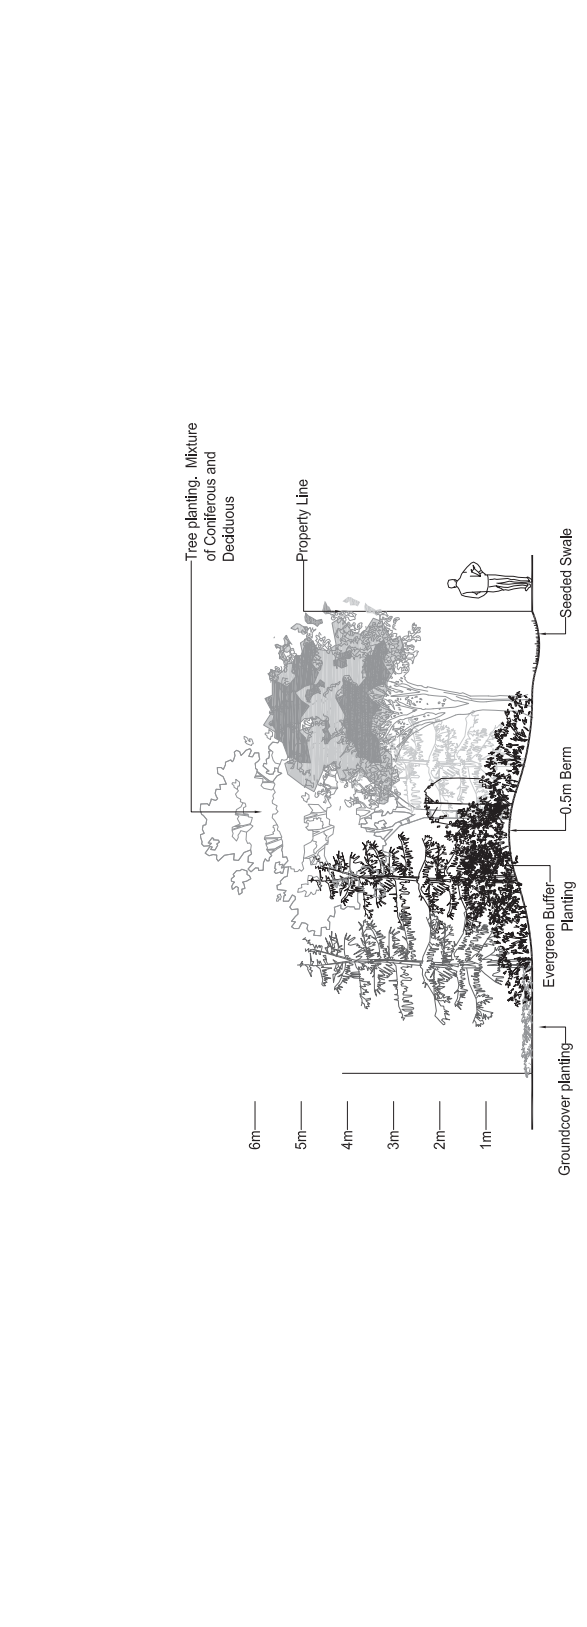 Tree planting. Mixture
of Coniferous and
Deciduous
Property Line
6m
5m
4m
3m
2m
1m
Groundcover planting
Evergreen Buffer
Planting
0.5m Berm
Seeded Swale